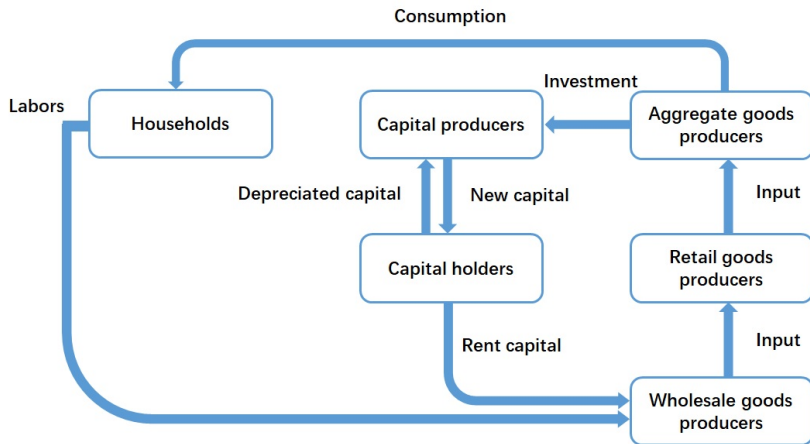 Consumption
Labors
Households
Investment
Capital producers
Aggregate goods
producers
Depreciated capital
New capital
Input
Capital holders
Retail goods
producers
Rent capital
Input
Wholesale goods
producers